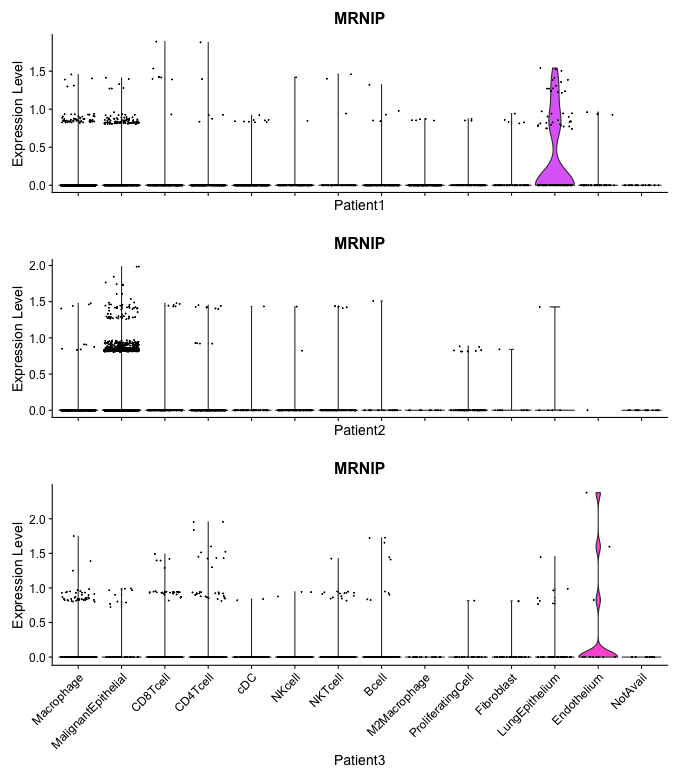 MRNIP
Expression Level
1.5
1.0
0.5
0.0
Patient1
MRNIP
Expression Level
2.0
1.5
1.0
0.5
0.0
Patient2
MRNIP
Expression Level
2.0
1.5
1.0
0.5
0.0
Macrophage
MalignantEpithelial
CD8Tcell
CD4Tcell
cDC
NKcell
NKTcell
Bcell
M2Macrophage
ProliferatingCell
Fibroblast
LungEpithelium
Endothelium
NotAvail
Patient3